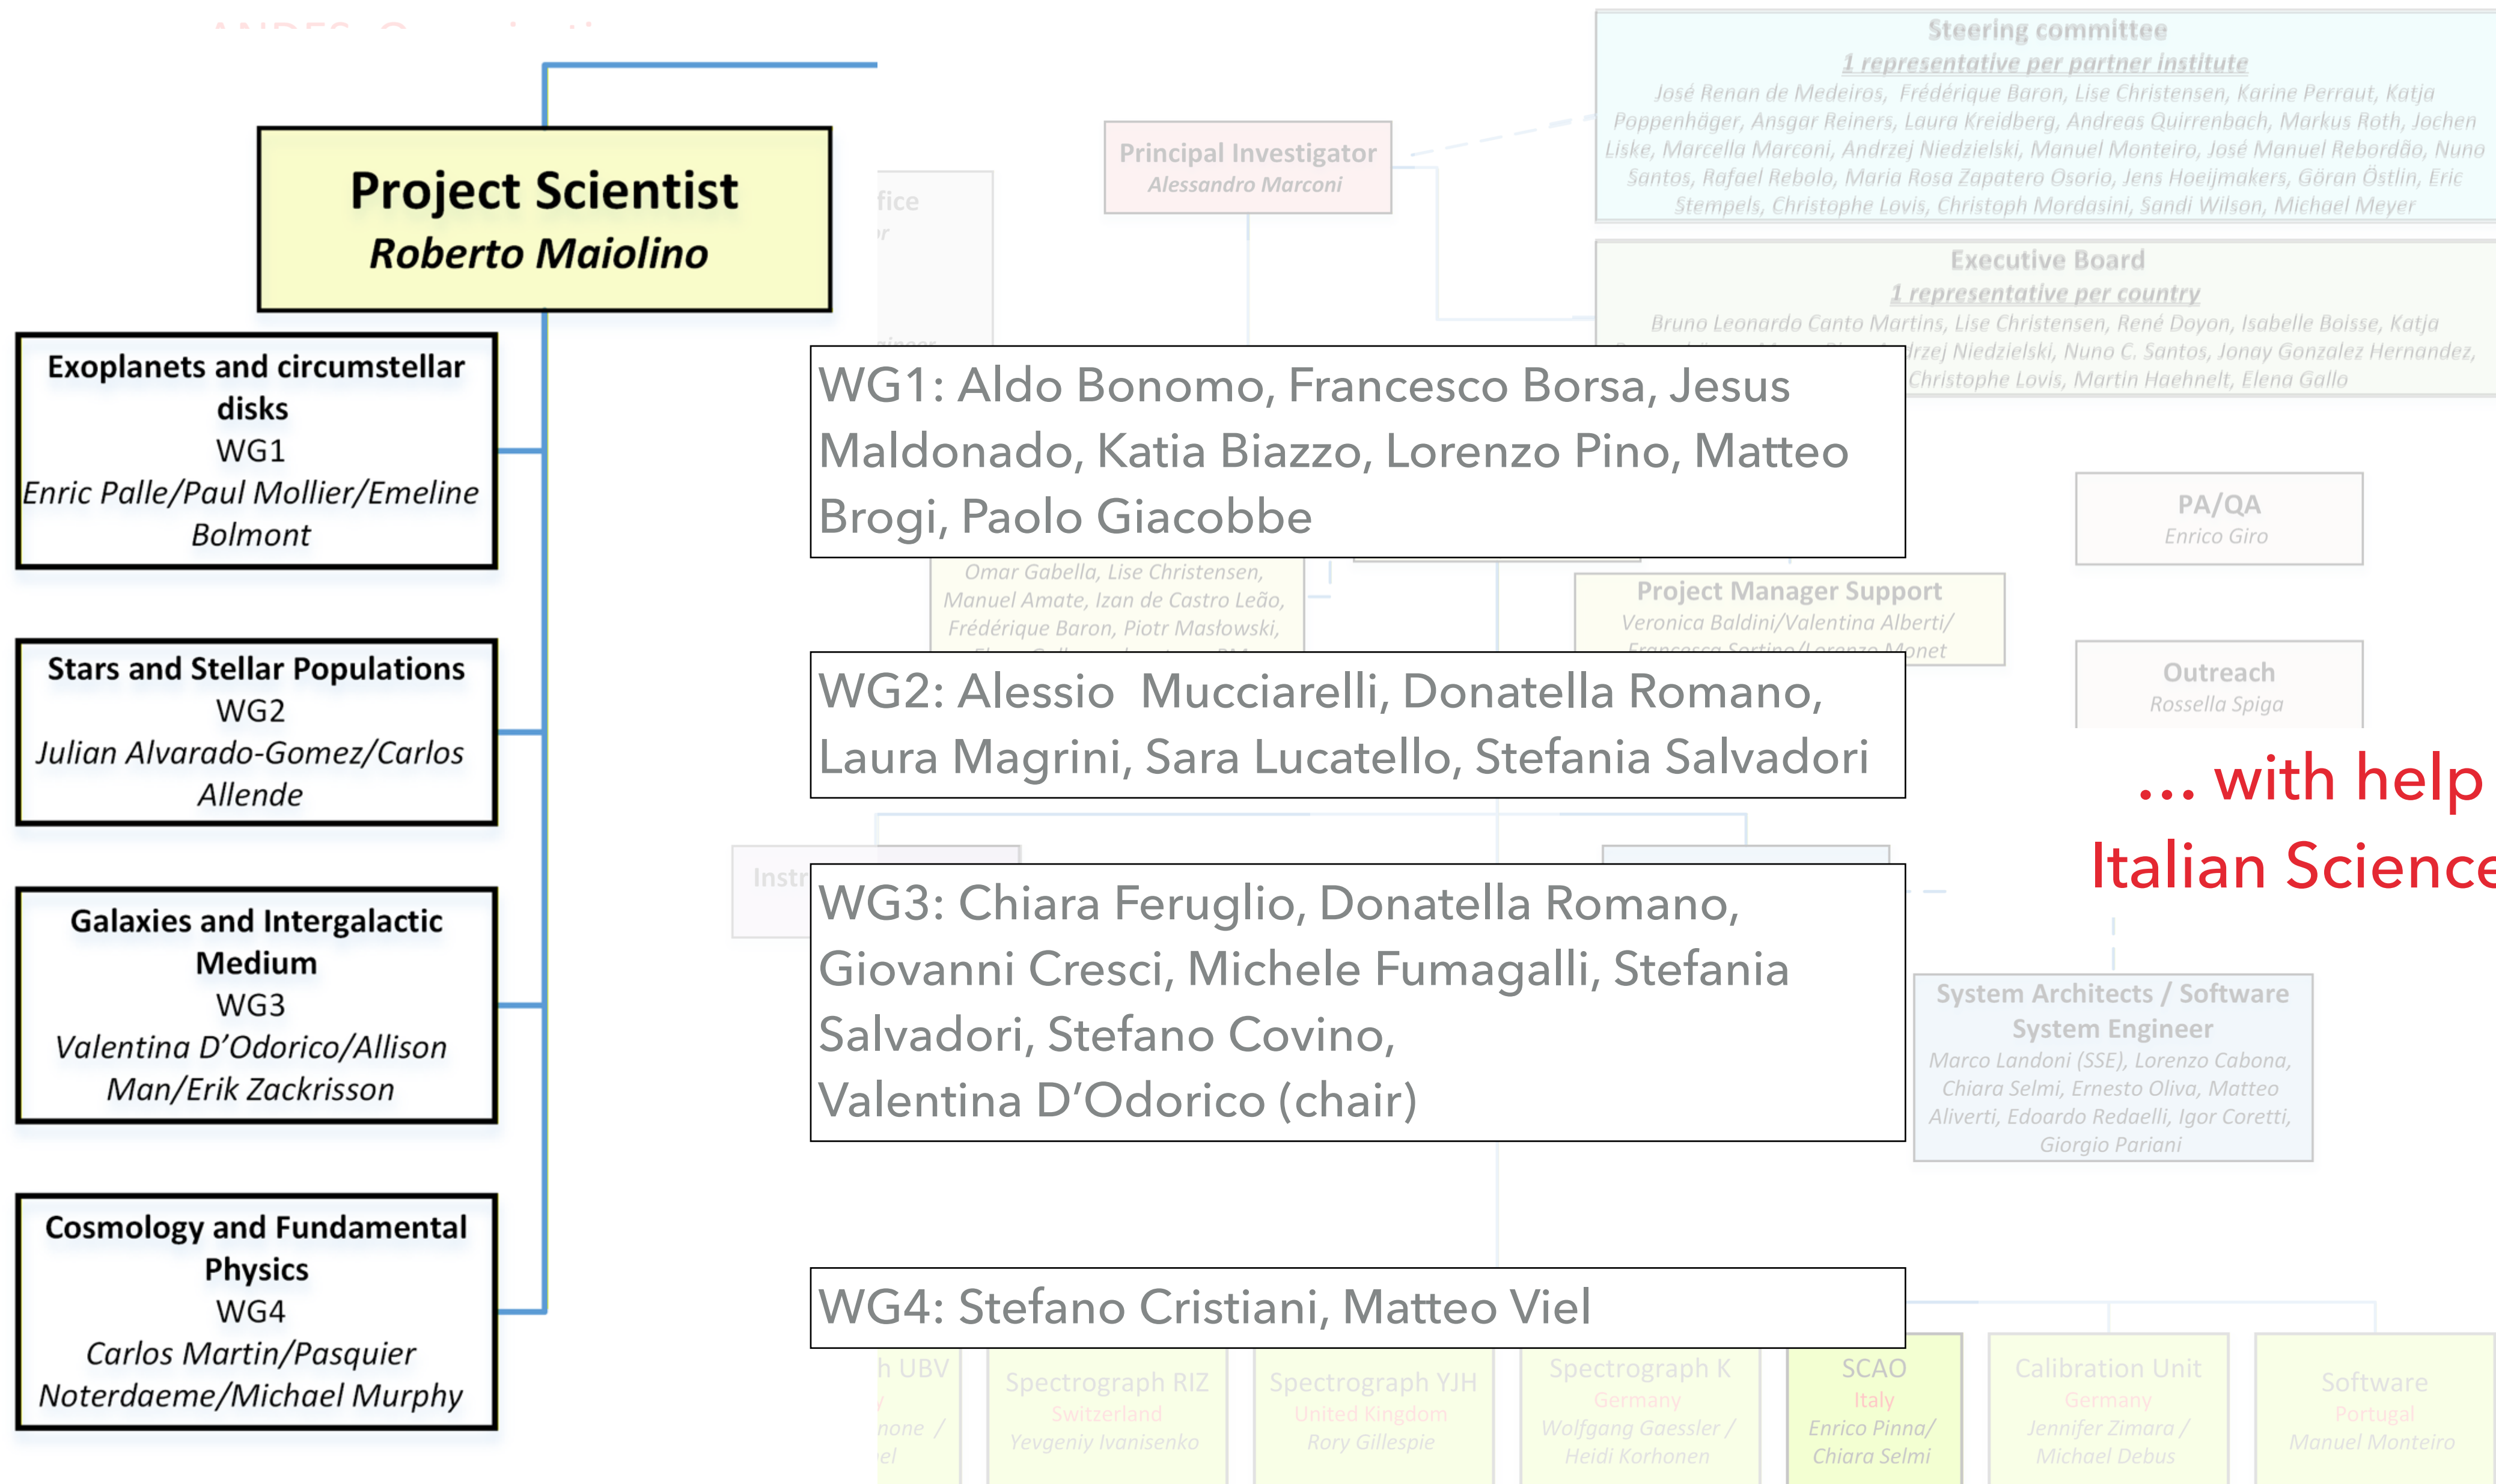 Project Scientist
Roberto Maiolino
Exoplanets and circumstellar
disks
WG1
Enric Palle/Paul Mollier/Emeline
Bolmont
Stars and Stellar Populations
WG2
Julian Alvarado-Gomez/Carlos
Allende
Galaxies and Intergalactic
Medium
WG3
Valentina D'Odorico/Allison
Man/Erik Zackrisson
Cosmology and Fundamental
Physics
WG4
Carlos Martin/Pasquier
Noterdaeme/Michael Murphy
Principal Investigator
Alessandro Marconi
Steering committee
1 representative per partner institute
José Renan de Medeiros, Frédérique Baron, Lise Christensen, Karine Perraut, Katja
Poppenhäger, Ansgar Reiners, Laura Kreidberg, Andreas Quirrenbach, Markus Roth, Jochen
Liske, Marcella Marconi, Andrzej Niedzielski, Manuel Monteiro, José Manuel Rebordão, Nuno
Santos, Rafael Rebolo, Maria Rosa Zapatero Osorio, Jens Hoeijmakers, Göran Östlin, Eric
Stempels, Christophe Lovis, Christoph Mordasini, Sandi Wilson, Michael Meyer
Executive Board
1 representative per country
Bruno Leonardo Canto Martins, Lise Christensen, René Doyon, Isabelle Boisse, Katja
Niedzielski, Nuno C. Santos, Jonay Gonzalez Hernandez,
Christophe Lovis, Martin Haehnelt, Elena Gallo
WG1: Aldo Bonomo, Francesco Borsa, Jesus
Maldonado, Katia Biazzo, Lorenzo Pino, Matteo
Brogi, Paolo Giacobbe
PA/QA
Enrico Giro
Omar Gabella, Lise Christensen,
Manuel Amate, Izan de Castro Leão,
Frédérique Baron, Piotr Masłowski,
Project Manager Support
Veronica Baldini/Valentina Alberti/
Francesca Sortino/Lorenzo Monet
Outreach
Rossella Spiga
WG2: Alessio Mucciarelli, Donatella Romano,
Laura Magrini, Sara Lucatello, Stefania Salvadori
... with help
Italian Science
Instr
WG3: Chiara Feruglio, Donatella Romano,
Giovanni Cresci, Michele Fumagalli, Stefania
Salvadori, Stefano Covino,
Valentina D'Odorico (chair)
System Architects / Software
System Engineer
Marco Landoni (SSE), Lorenzo Cabona,
Chiara Selmi, Ernesto Oliva, Matteo
Aliverti, Edoardo Redaelli, Igor Coretti,
Giorgio Pariani
WG4: Stefano Cristiani, Matteo Viel
UBV
Spectrograph RIZ
Switzerland
Yevgeniy Ivanisenko
Spectrograph YJH
United Kingdom
Rory Gillespie
Spectrograph K
Germany
Wolfgang Gaessler /
Heidi Korhonen
SCAO
Italy
Enrico Pinna/
Chiara Selmi
Calibration Unit
Germany
Jennifer Zimara /
Michael Debus
Software
Portugal
Manuel Monteiro